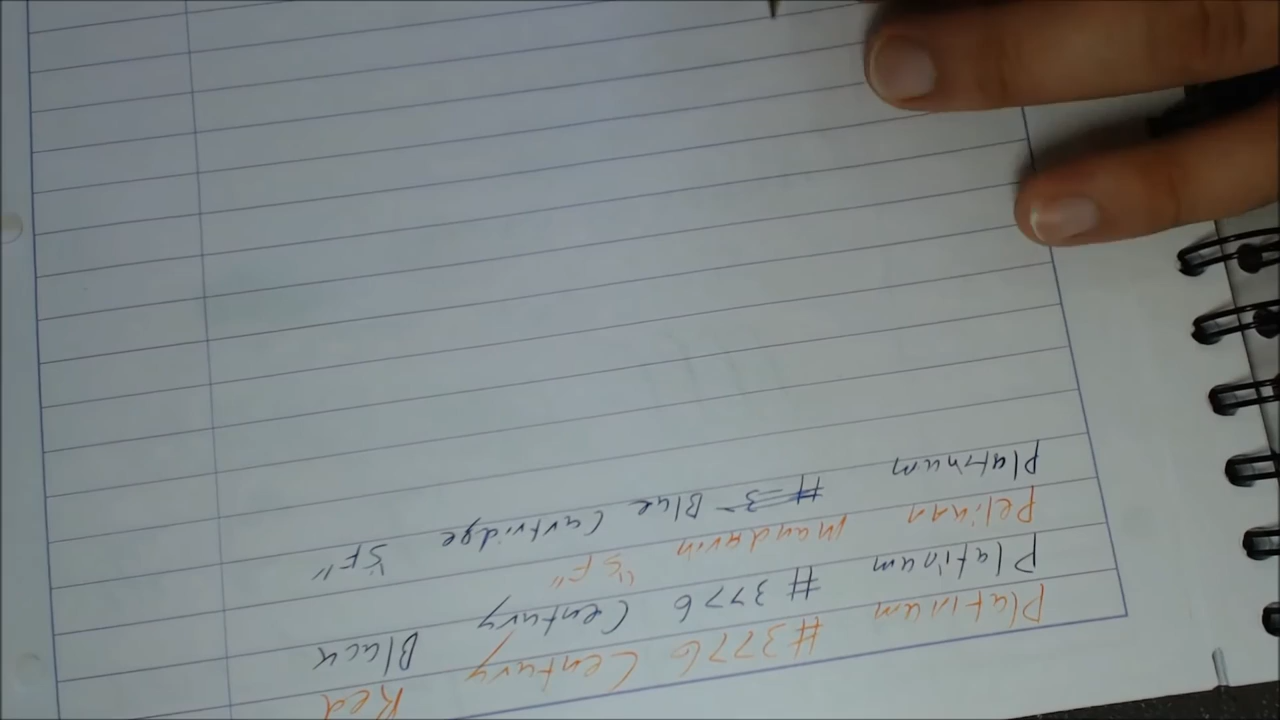 Platinum #3776 Century Red
Platinum #3776 Century Black
Pelikan Mandarin "SF"
Platinum #3 Blue Cartridge "SF"